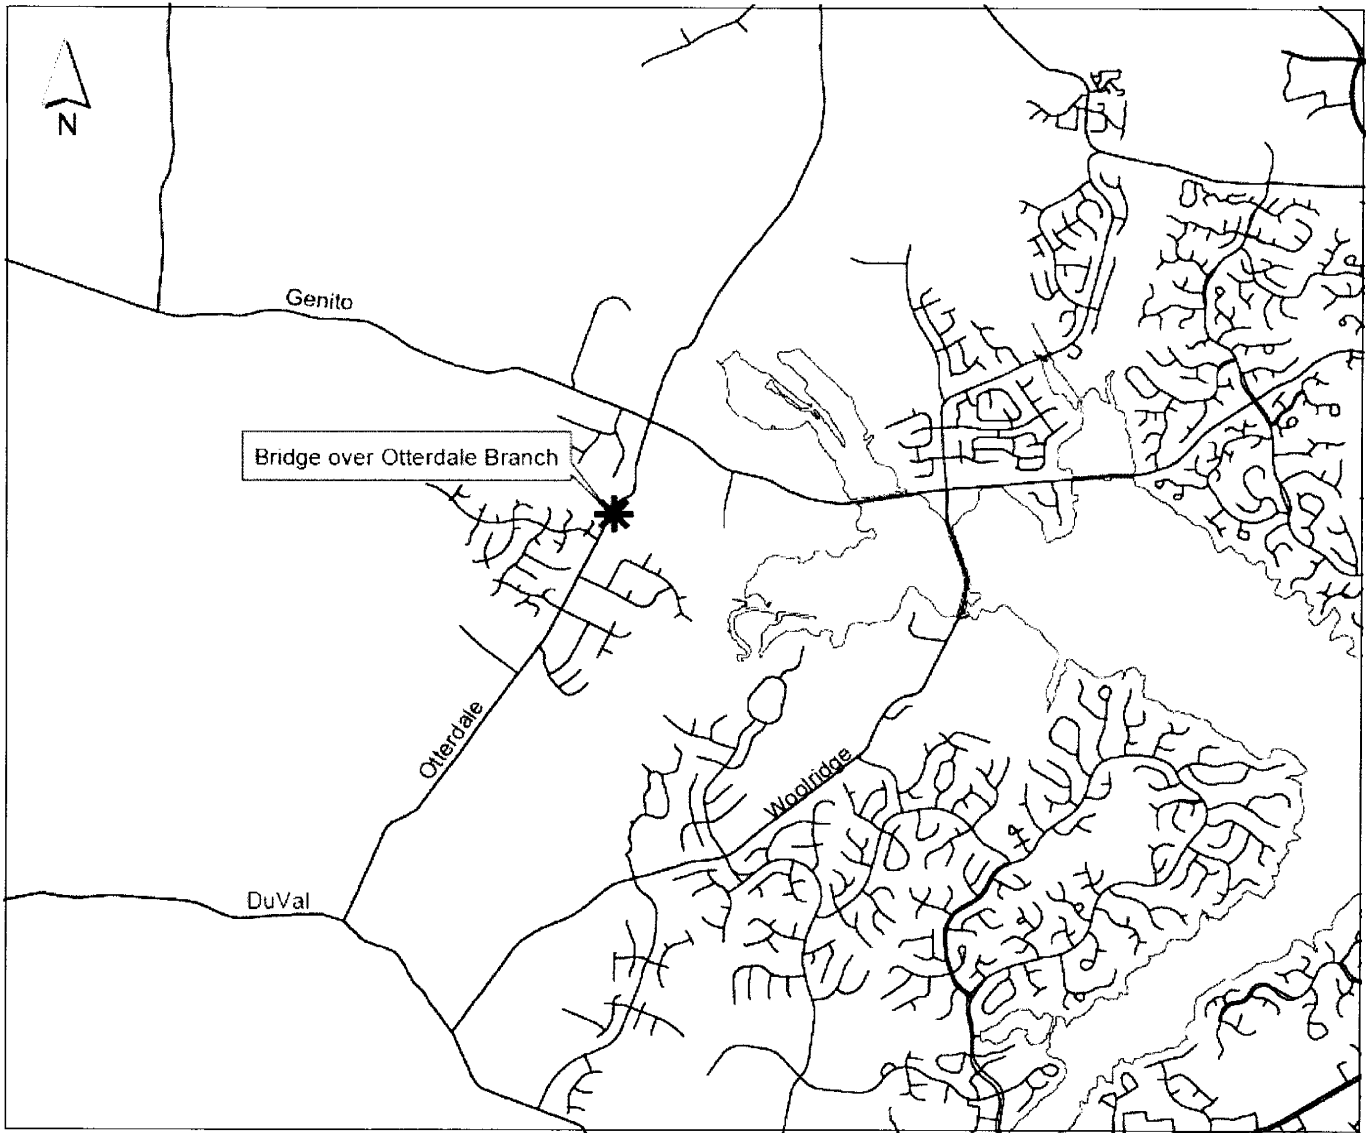 N
Genito
Bridge over Otterdale Branch
Otterdale
Woolridge
DuVal